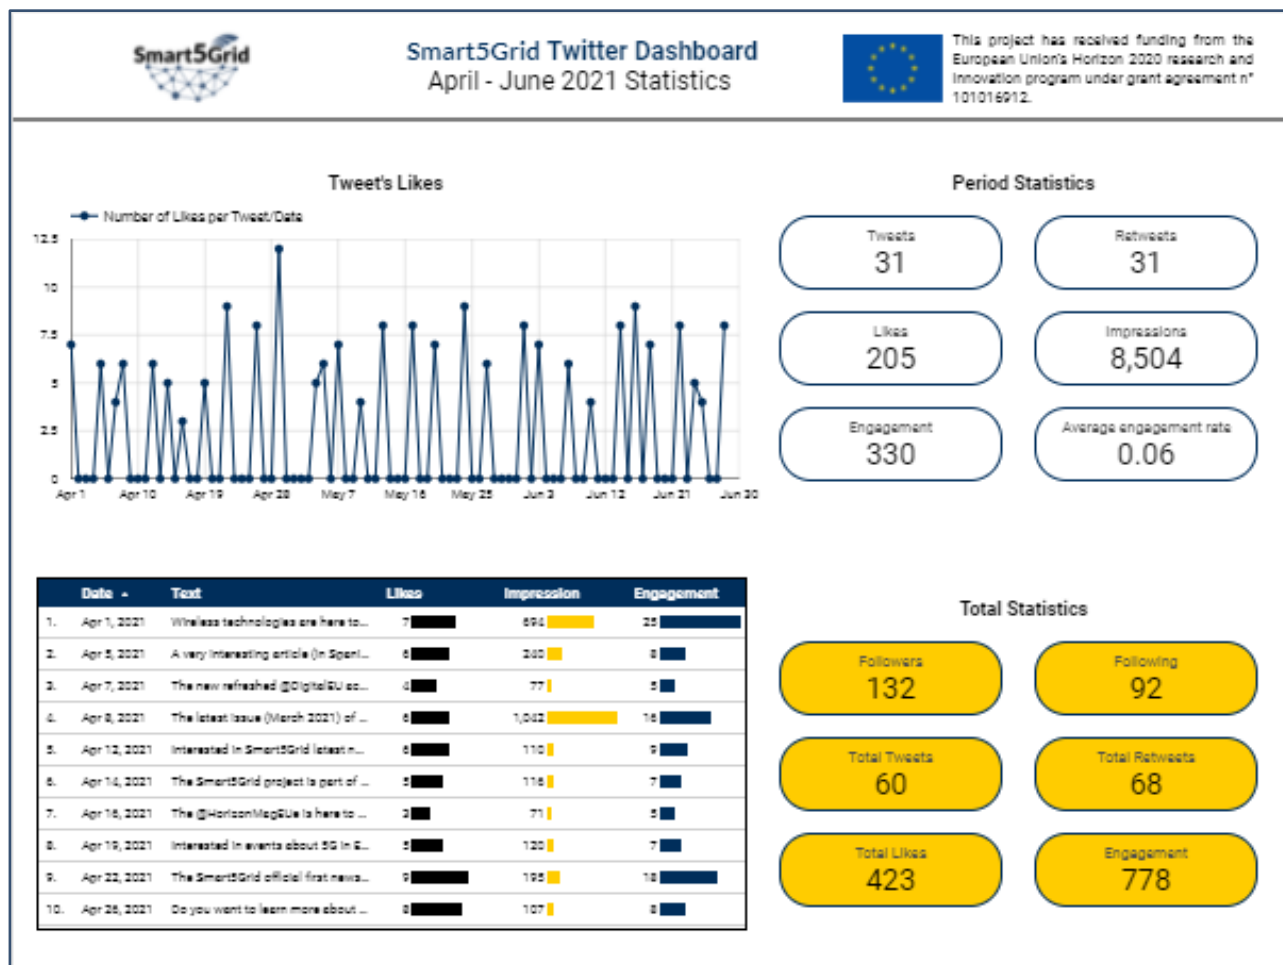 Smart5Grid
Smart5Grid Twitter Dashboard
April - June 2021 Statistics
This project has received funding from the
European Union's Horizon 2020 research and
innovation program under grant agreement n°
101016912.
Tweet's Likes
Number of Likes per Tweet/Date
12.5
10
7.5
5
2.5
0
Apr 1 Apr 10 Apr 19 Apr 28 May 7 May 16 May 25 Jun 3 Jun 12 Jun 21 Jun 30
Period Statistics
Tweets Retweets
31 31
Likes Impressions
205 8,504
Engagement Average engagement rate
330 0.06
Date Text Likes Impression Engagement
1. Apr 1, 2021 Wireless technologies are here to... 7 694 25
2. Apr 5, 2021 A very interesting article (in Spani... 6 240 8
3. Apr 7, 2021 The new refreshed @DigitalEU ac... 4 77 5
4. Apr 8, 2021 The latest issue (March 2021) of ... 6 1,042 16
5. Apr 12, 2021 Interested in Smart5Grid latest n... 6 110 9
6. Apr 14, 2021 The Smart5Grid project is part of ... 5 116 7
7. Apr 16, 2021 The @HorizonMagEU is here to ... 3 71 5
8. Apr 19, 2021 Interested in events about 5G in E... 5 120 7
9. Apr 22, 2021 The Smart5Grid official first news... 9 195 18
10. Apr 26, 2021 Do you want to learn more about ... 8 107 8
Total Statistics
Followers Following
132 92
Total Tweets Total Retweets
60 68
Total Likes Engagement
423 778